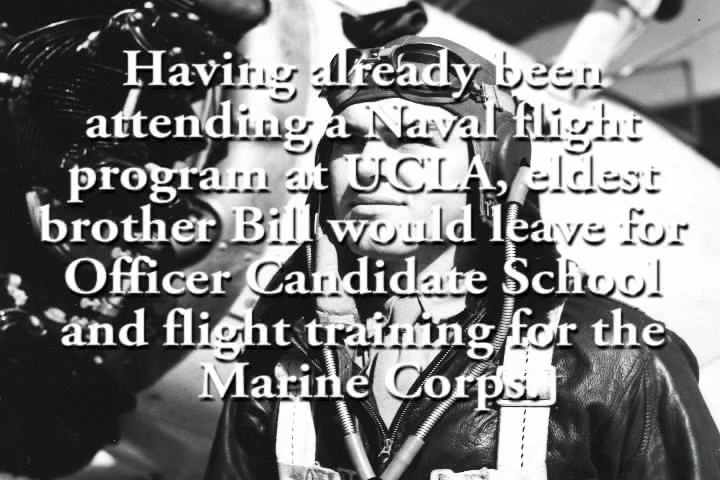 Having already been
attending a Naval flight
program at UCLA, eldest
brother Bill would leave for
Officer Candidate School
and flight training for the
Marine Corps.